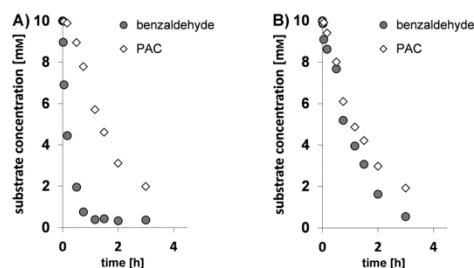 A)
benzaldehyde
PAC
substrate concentration [mM]
10
8
6
4
2
0
0
2
4
time [h]
B)
benzaldehyde
PAC
substrate concentration [mM]
10
8
6
4
2
0
0
2
4
time [h]